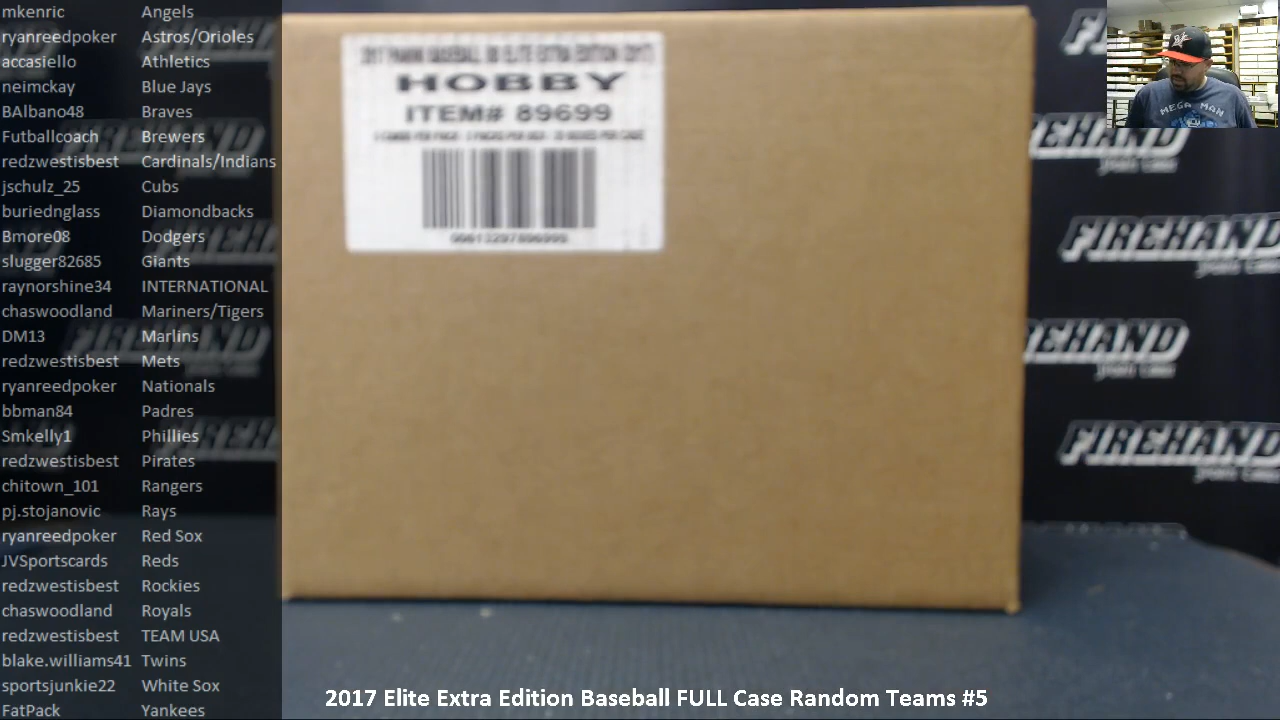 mkenric Angels
ryanreedpoker Astros/Orioles
accasiello Athletics
neimckay Blue Jays
BAlbano48 Braves
Futballcoach Brewers
redzwestisbest Cardinals/Indians
jschulz_25 Cubs
buriednglass Diamondbacks
Bmore08 Dodgers
slugger82685 Giants
raynorshine34 INTERNATIONAL
chaswoodland Mariners/Tigers
DM13 Marlins
redzwestisbest Mets
ryanreedpoker Nationals
bbman84 Padres
Smkelly1 Phillies
redzwestisbest Pirates
chitown_101 Rangers
pj.stojanovic Rays
ryanreedpoker Red Sox
JVSportscards Reds
redzwestisbest Rockies
chaswoodland Royals
redzwestisbest TEAM USA
blake.williams41 Twins
sportsjunkie22 White Sox
FatPack Yankees
HOBBY
ITEM# 89699
MEGA MAN
FIREHAND
FIREHAND
FIREHAND
FIREHAND
2017 Elite Extra Edition Baseball FULL Case Random Teams #5